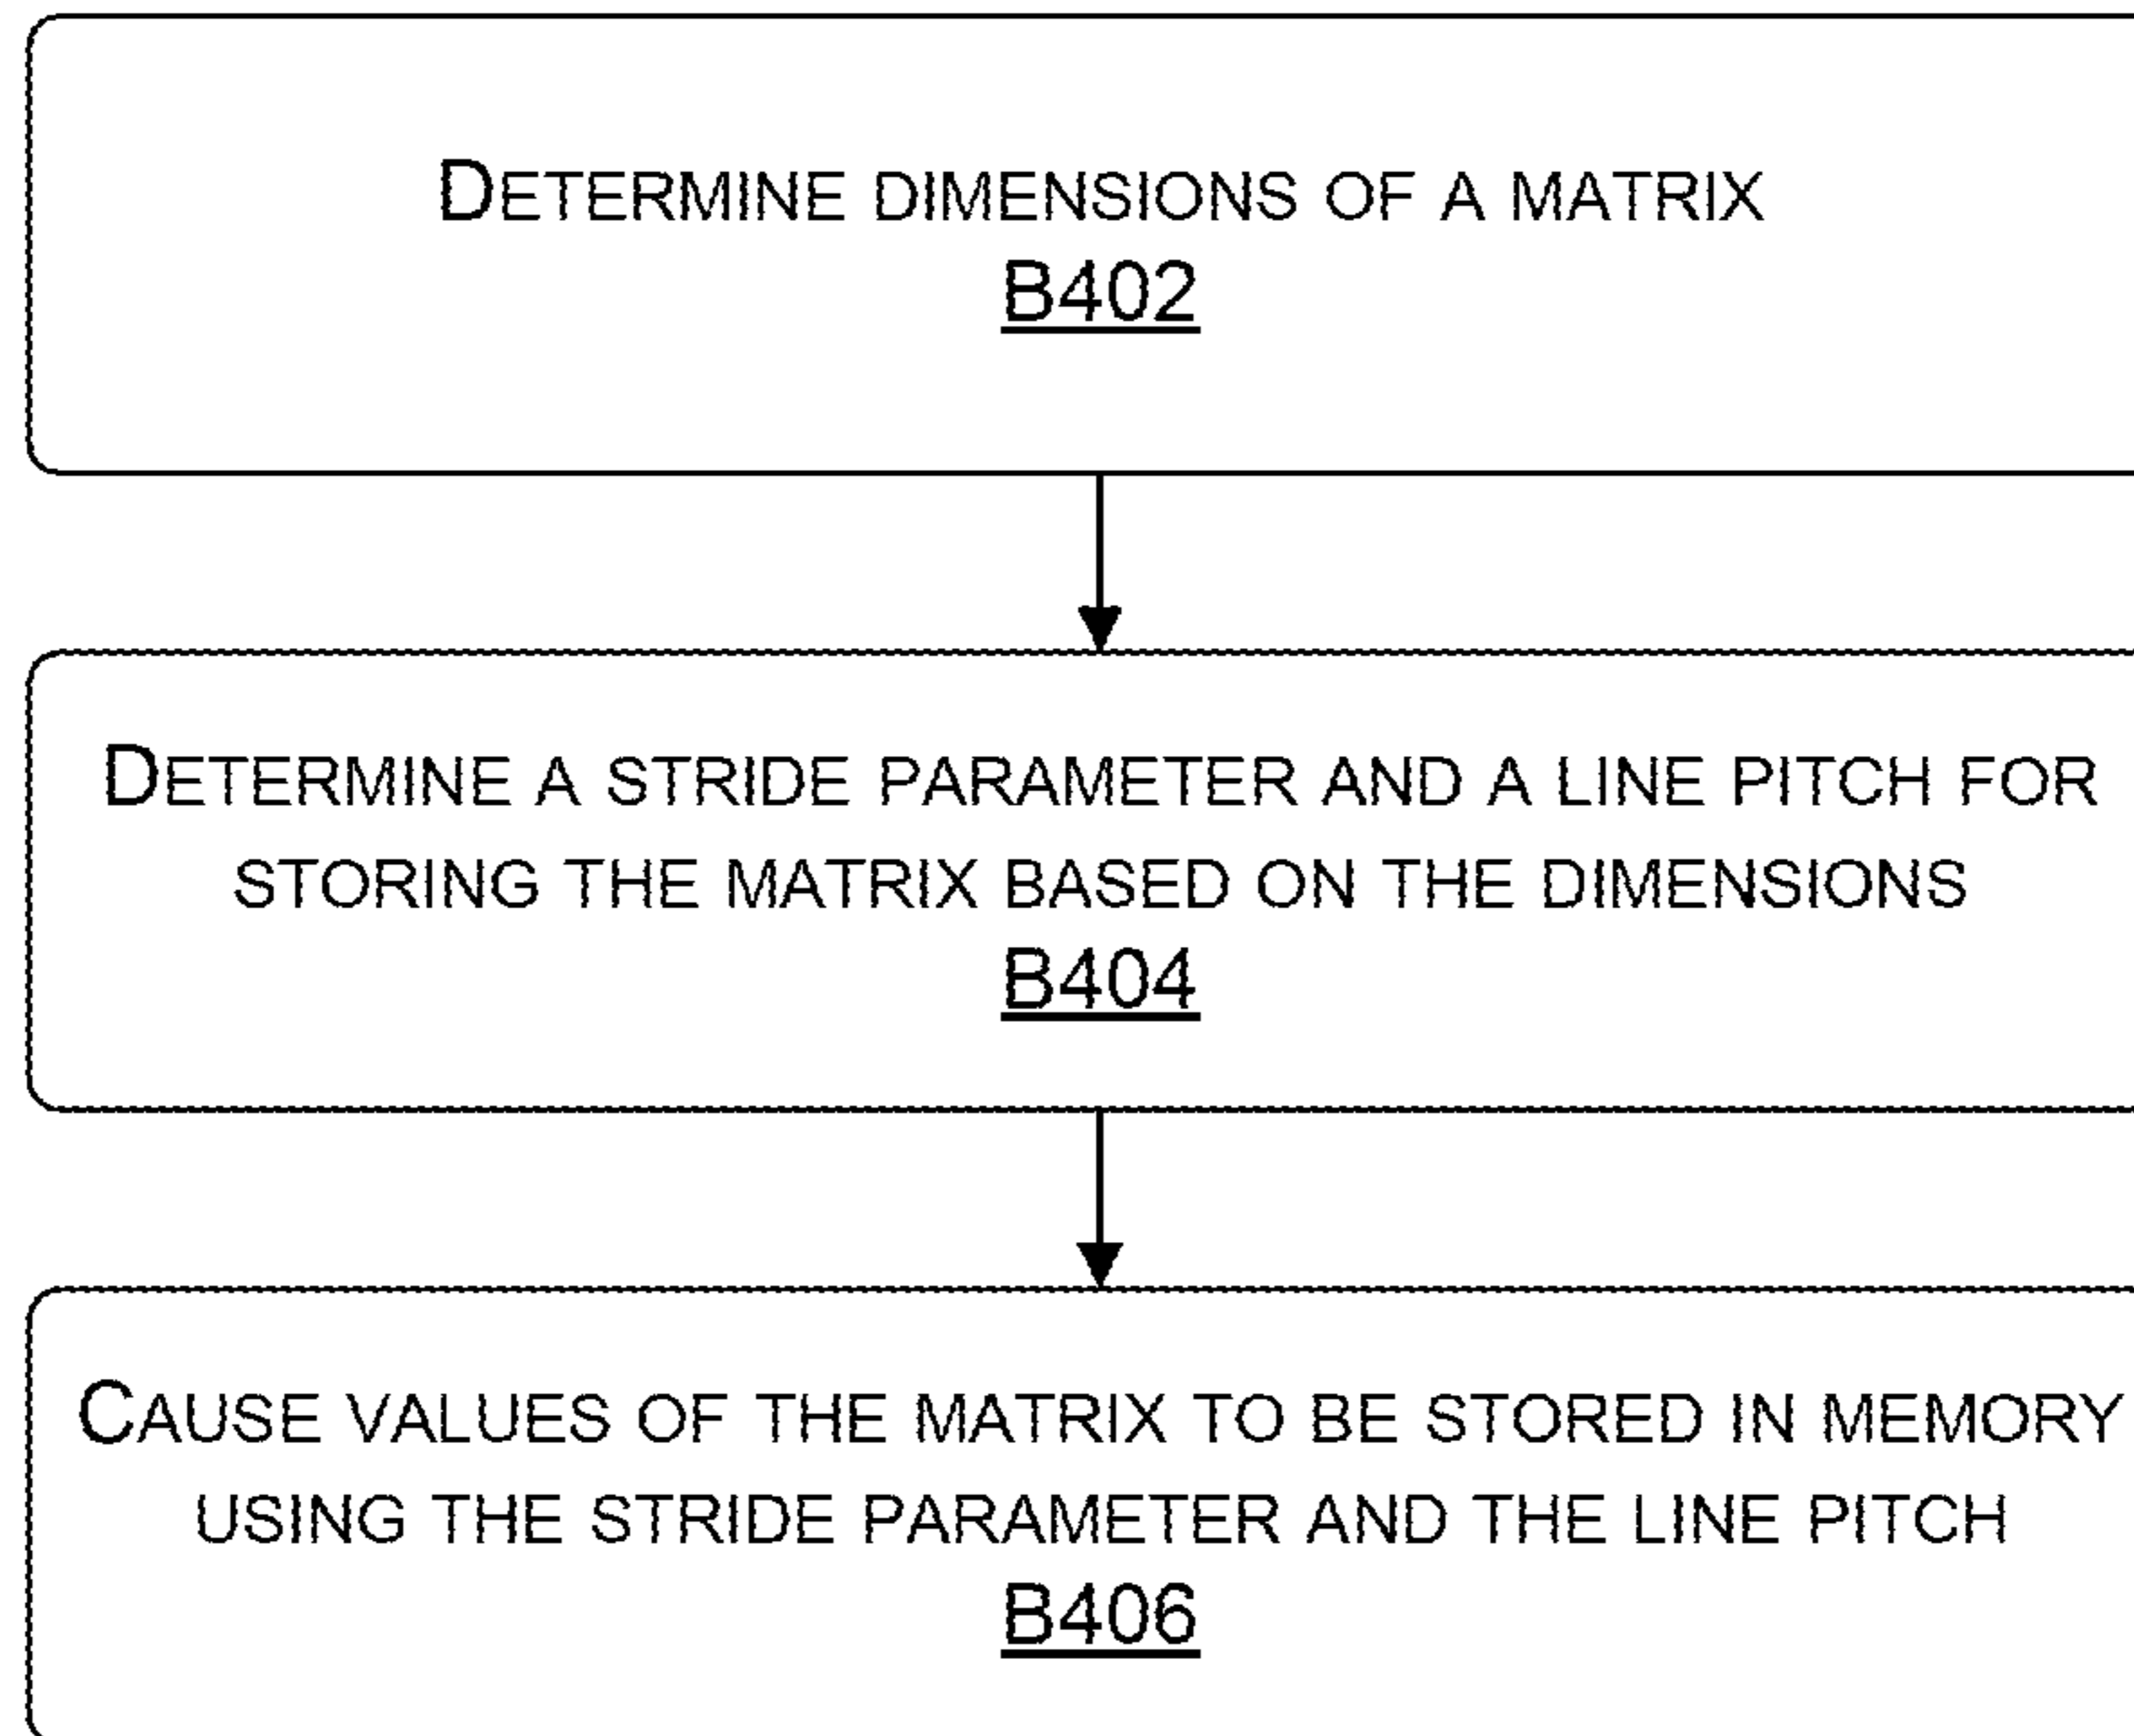 DETERMINE DIMENSIONS OF A MATRIX
B402
DETERMINE A STRIDE PARAMETER AND A LINE PITCH FOR
STORING THE MATRIX BASED ON THE DIMENSIONS
B404
CAUSE VALUES OF THE MATRIX TO BE STORED IN MEMORY
USING THE STRIDE PARAMETER AND THE LINE PITCH
B406